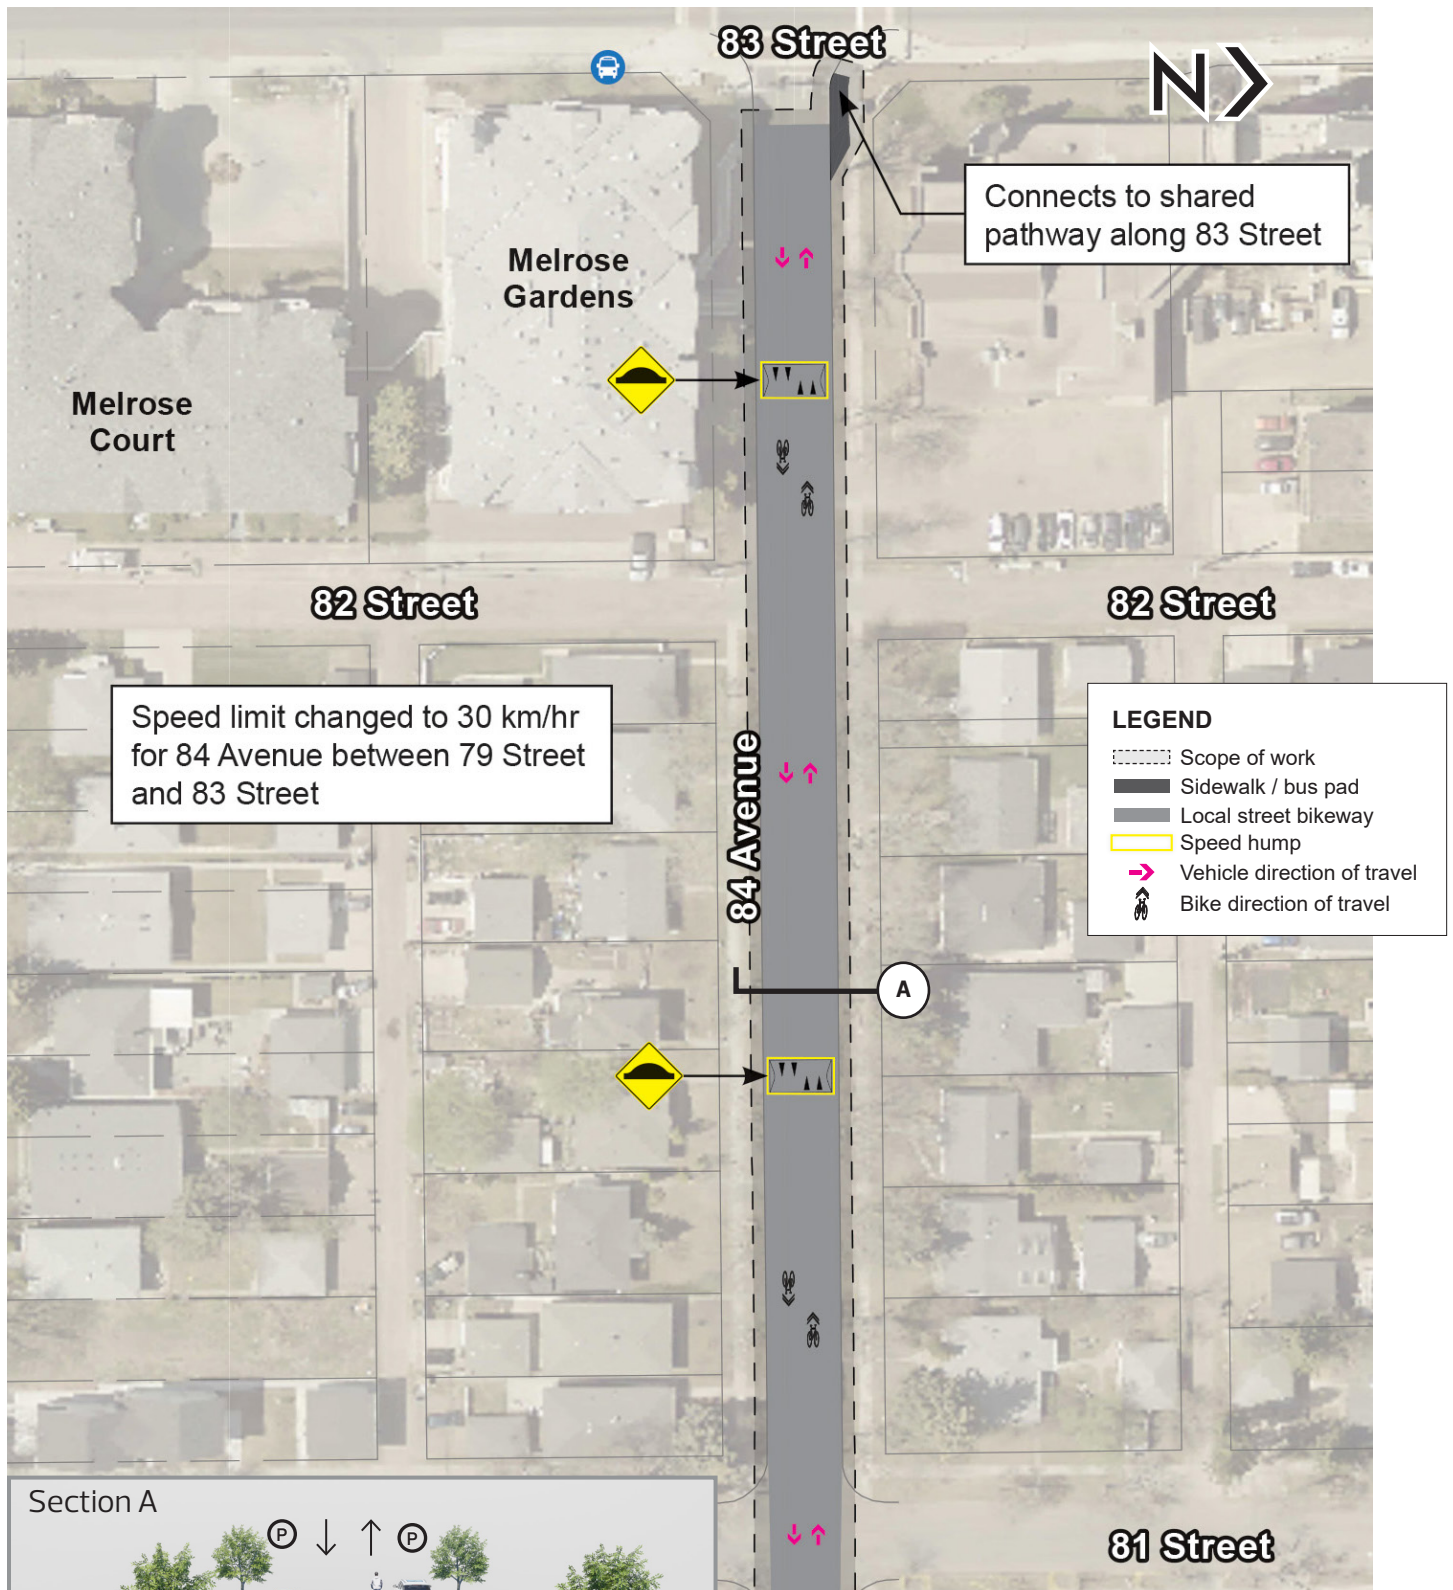 83 Street
N
Connects to shared
pathway along 83 Street
Melrose
Gardens
Melrose
Court
82 Street
82 Street
Speed limit changed to 30 km/hr
for 84 Avenue between 79 Street
and 83 Street
84 Avenue
LEGEND
Scope of work
Sidewalk / bus pad
Local street bikeway
Speed hump
Vehicle direction of travel
Bike direction of travel
A
Section A
P
P
81 Street